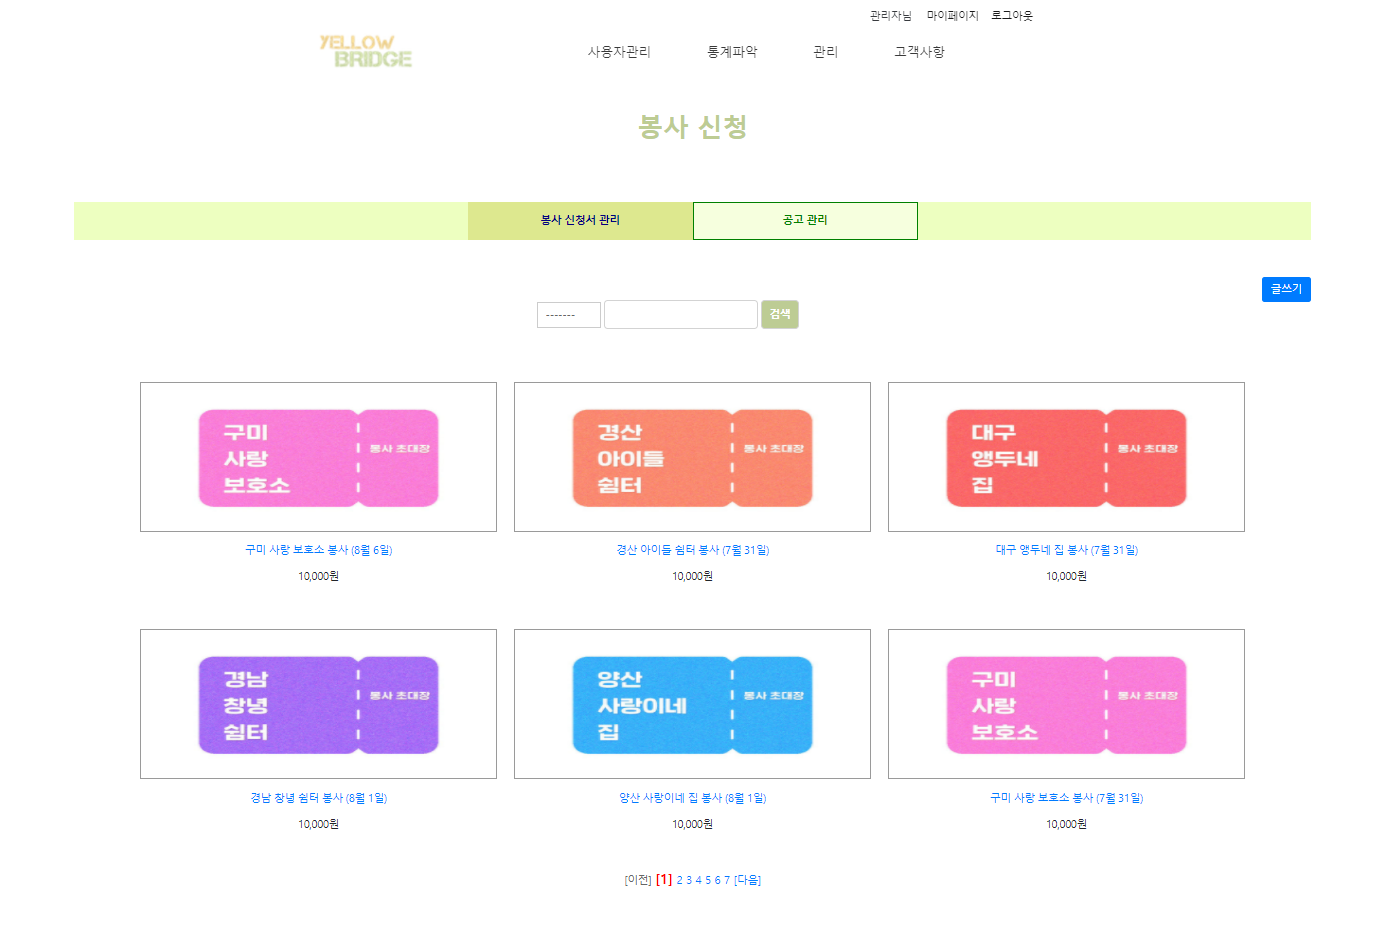 관리자님 마이페이지 로그아웃
YELLOW
BRIDGE
사용자관리 통계파악 관리 고객사항
봉사 신청
봉사 신청서 관리 공고 관리
글쓰기
------- 검색
구미
사랑
보호소
봉사 초대장
경산
아이들
쉼터
봉사 초대장
대구
앵두네
집
봉사 초대장
구미 사랑 보호소 봉사 (8월 6일)
경산 아이들 쉼터 봉사 (7월 31일)
대구 앵두네 집 봉사 (7월 31일)
10,000원
10,000원
10,000원
경남
창녕
쉼터
봉사 초대장
양산
사랑이네
집
봉사 초대장
구미
사랑
보호소
봉사 초대장
경남 창녕 쉼터 봉사 (8월 1일)
양산 사랑이네 집 봉사 (8월 1일)
구미 사랑 보호소 봉사 (7월 31일)
10,000원
10,000원
10,000원
[이전] [1] 2 3 4 5 6 7 [다음]